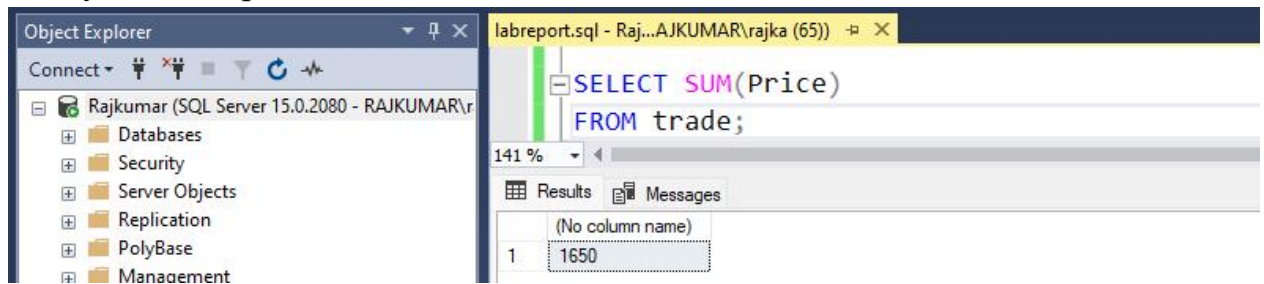 Object Explorer
Connect
Rajkumar (SQL Server 15.0.2080 - RAJKUMAR\r
Databases
Security
Server Objects
Replication
PolyBase
Management
labreport.sql - Raj...AJKUMAR\rajka (65))
SELECT SUM(Price)
FROM trade;
141 %
Results Messages
(No column name)
1 1650